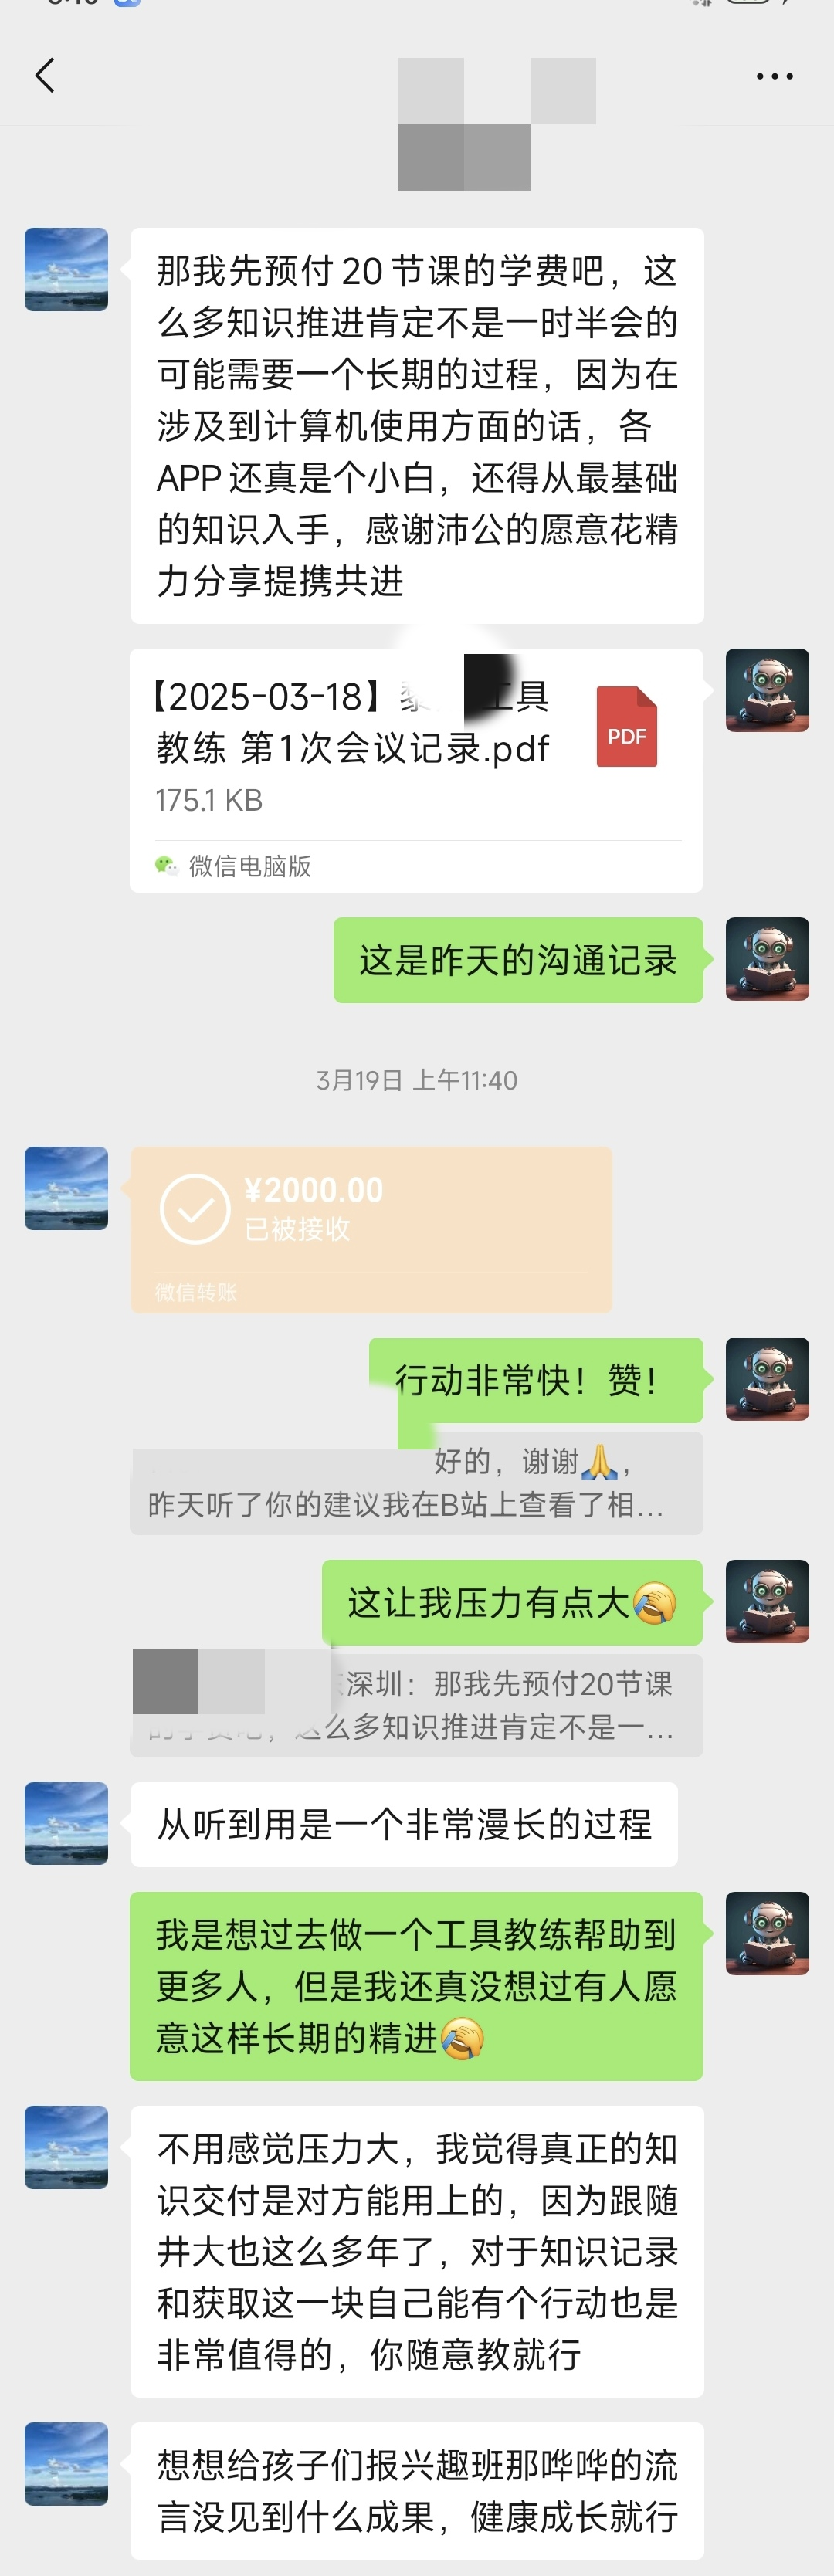 那我先预付20节课的学费吧，这
么多知识推进肯定不是一时半会的
可能需要一个长期的过程，因为在
涉及到计算机使用方面的话，各
APP还真是个小白，还得从最基础
的知识入手，感谢沛公的愿意花精
力分享提携共进
【2025-03-18】 工具
教练 第1次会议记录.pdf
PDF
175.1 KB
微信电脑版
这是昨天的沟通记录
3月19日 上午11:40
¥2000.00
已被接收
微信转账
行动非常快！赞！
好的，谢谢🙏，
昨天听了你的建议我在B站上查看了相...
这让我压力有点大🤦
深圳：那我先预付20节课
么多知识推进肯定不是一...
从听到用是一个非常漫长的过程
我是想过去做一个工具教练帮助到
更多人，但是我还真没想过有人愿
意这样长期的精进🤦
不用感觉压力大，我觉得真正的知
识交付是对方能用上的，因为跟随
井大也这么多年了，对于知识记录
和获取这一块自己能有个行动也是
非常值得的，你随意教就行
想想给孩子们报兴趣班那哗哗的流
言没见到什么成果，健康成长就行